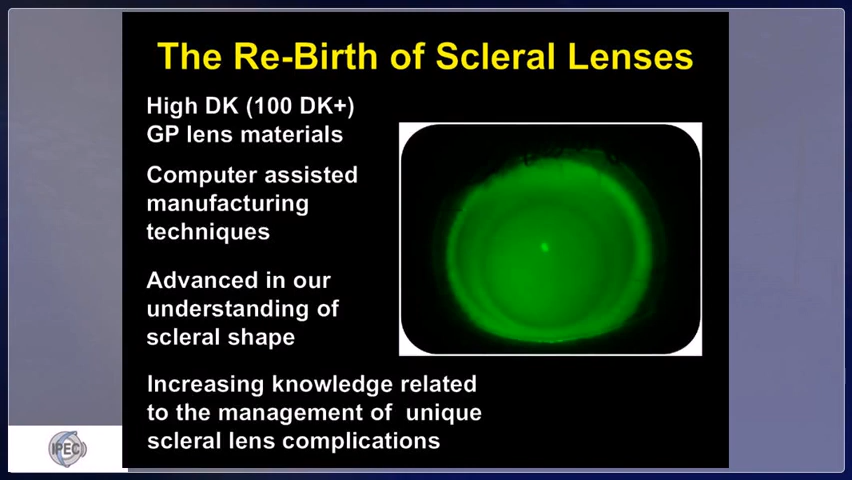 The Re-Birth of Scleral Lenses
High DK (100 DK+)
GP lens materials
Computer assisted
manufacturing
techniques
Advanced in our
understanding of
scleral shape
Increasing knowledge related
to the management of unique
scleral lens complications
IPEC